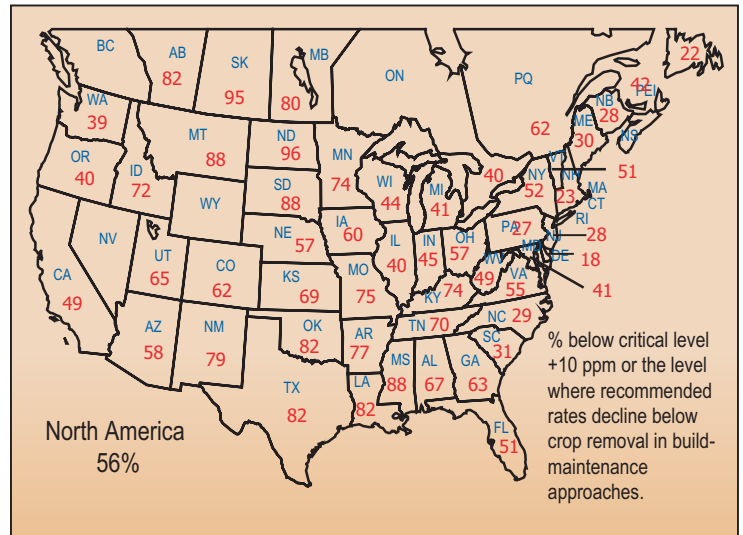 BC
AB
82
SK
95
MB
80
ON
PQ
62
22
42
PEI
NB
28
NS
ME
30
WA
39
MT
88
ND
96
MN
74
OR
40
ID
72
SD
88
WI
44
MI
41
40
VT
NH
51
NY
52
23
MA
CT
RI
WY
IA
60
NE 57
PA
27
NJ
28
MD
DE
18
41
NV
UT
65
CO
62
IL
40
IN
45
OH
57
WV
49
VA
55
CA
49
KS
69
MO
75
KY
74
NC 29
AZ
58
NM
79
OK
82
AR
77
TN 70
SC
31
MS
88
AL
67
GA
63
TX
82
LA
82
FL
51
North America
56%
% below critical level
+10 ppm or the level
where recommended
rates decline below
crop removal in build-
maintenance
approaches.